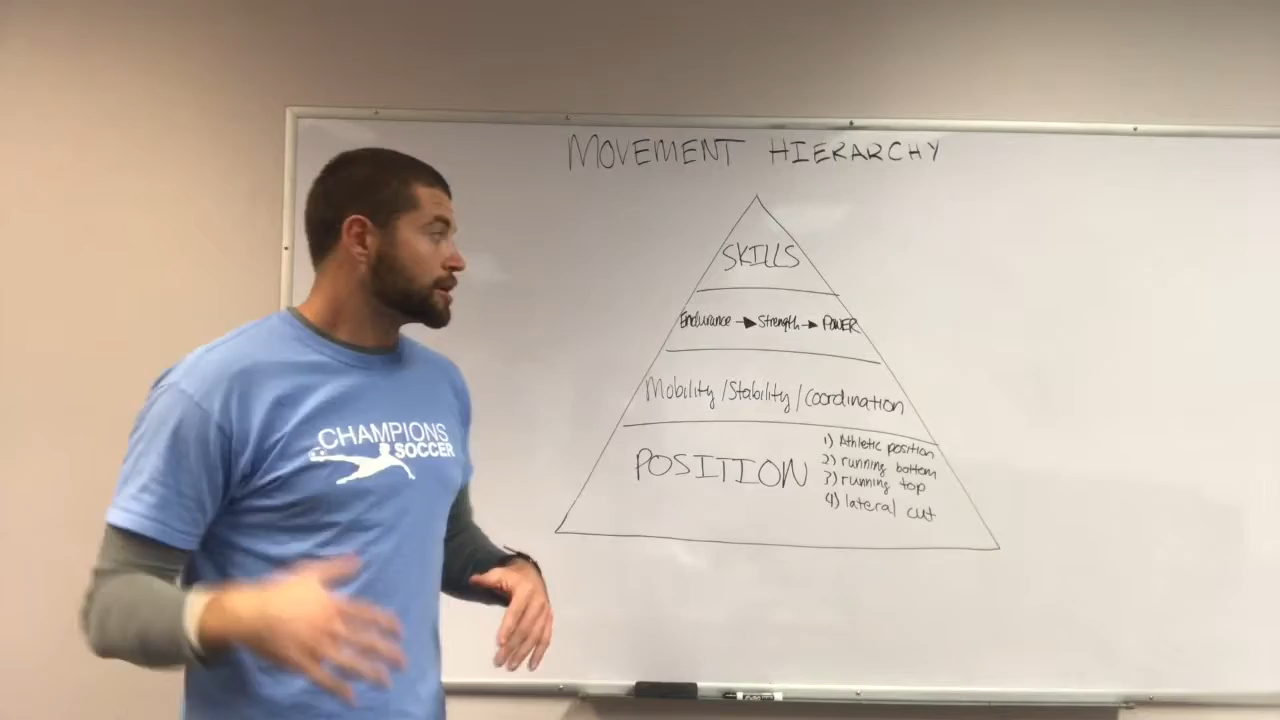 MOVEMENT HIERARCHY
SKILLS
Endurance → Strength → POWER
Mobility/Stability/Coordination
POSITION
1) Athletic position
2) running bottom
3) running top
4) lateral cut
CHAMPIONS
SOCCER